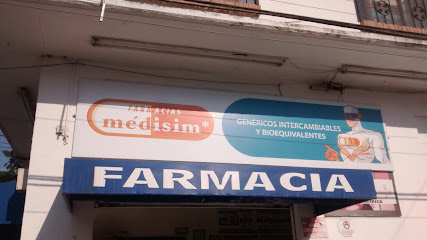 FARMACIAS
médisim*
GENÉRICOS INTERCAMBIABLES
Y BIOEQUIVALENTES
FARMACIA